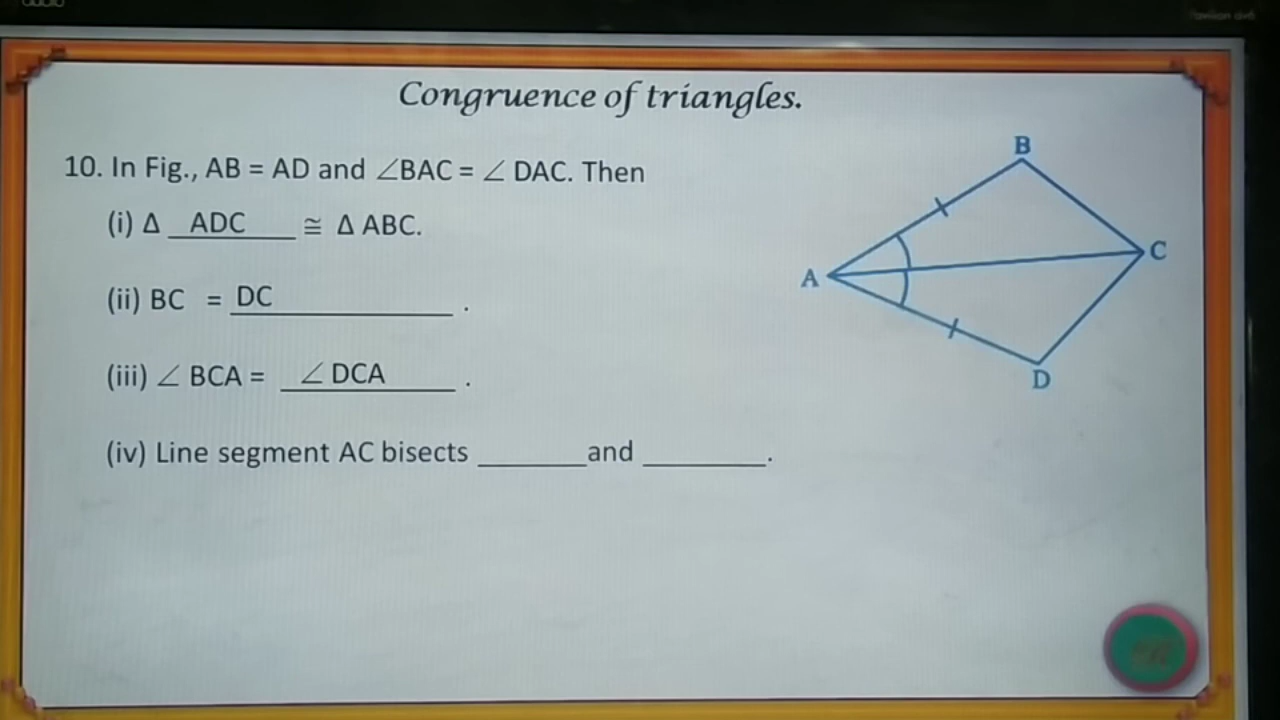 Congruence of triangles.
10. In Fig., AB = AD and ∠BAC = ∠ DAC. Then
(i) Δ ADC ≅ Δ ABC.
(ii) BC = DC .
(iii) ∠ BCA = ∠ DCA .
(iv) Line segment AC bisects _______ and ________.
B
A
C
D